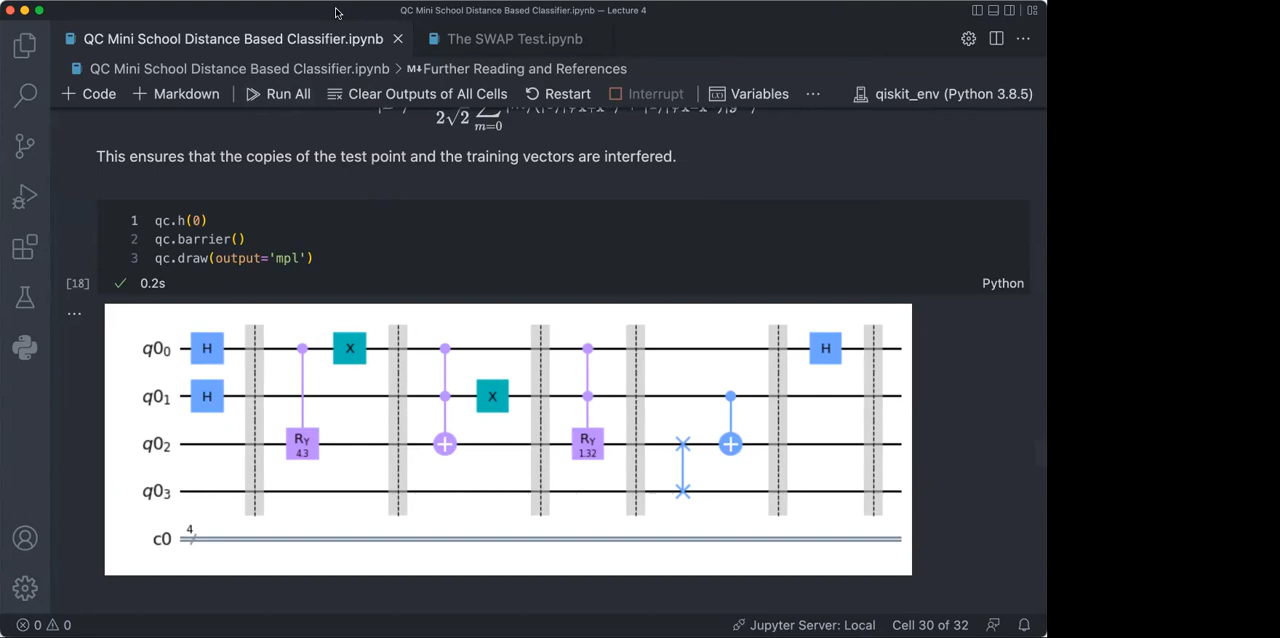 QC Mini School Distance Based Classifier.ipynb — Lecture 4
QC Mini School Distance Based Classifier.ipynb
The SWAP Test.ipynb
QC Mini School Distance Based Classifier.ipynb > M↓Further Reading and References
+ Code + Markdown Run All Clear Outputs of All Cells Restart Interrupt Variables ... qiskit_env (Python 3.8.5)
2√2 m=0
This ensures that the copies of the test point and the training vectors are interfered.
1 qc.h(0)
2 qc.barrier()
3 qc.draw(output='mpl')
[18] 0.2s Python
...
q0₀ H X H
q0₁ H X
q0₂ RY 4.3 RY 1.32
q0₃
c0 4
0 0 Jupyter Server: Local Cell 30 of 32